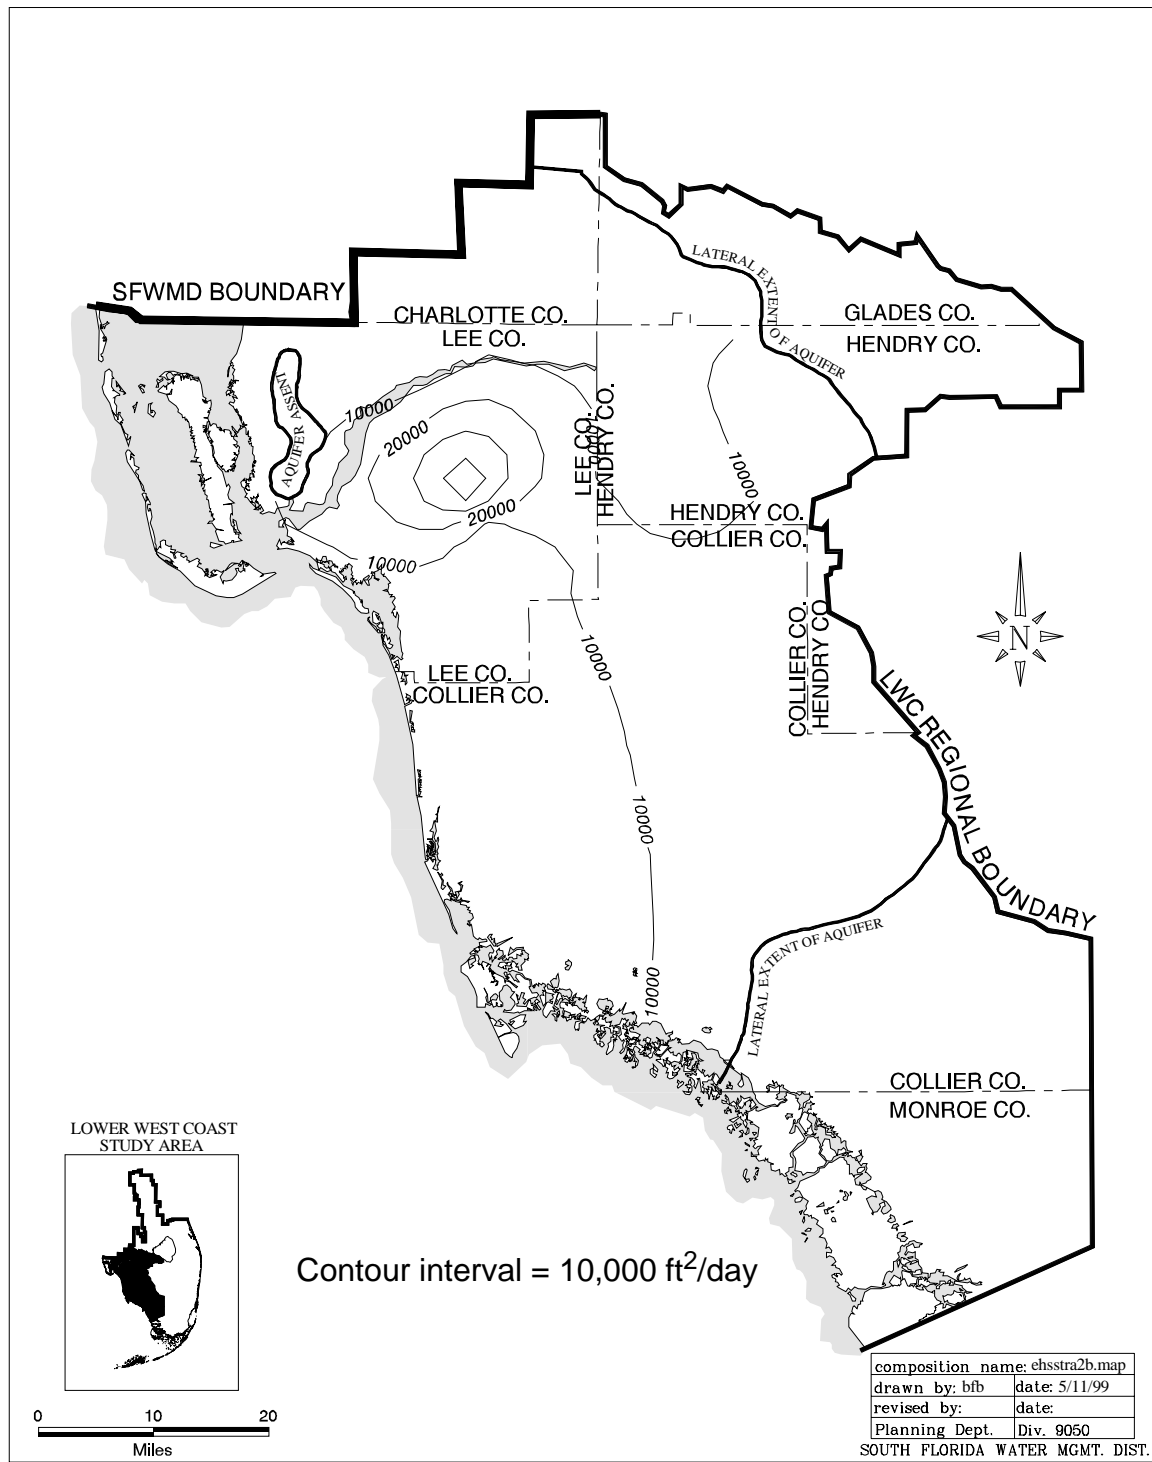 SFWMD BOUNDARY
LATERAL EXTENT OF AQUIFER
CHARLOTTE CO.
LEE CO.
GLADES CO.
HENDRY CO.
AQUIFER ASSENT
10000
20000
LEE CO.
HENDRY CO.
10000
20000
10000
HENDRY CO.
COLLIER CO.
10000
COLLIER CO.
HENDRY CO
N
LEE CO.
COLLIER CO.
10000
LWC REGIONAL BOUNDARY
10000
LATERAL EXTENT OF AQUIFER
10000
COLLIER CO.
MONROE CO.
LOWER WEST COAST
STUDY AREA
Contour interval = 10,000 ft²/day
0 10 20
Miles
composition name: ehsstra2b.map
drawn by: bfb date: 5/11/99
revised by: date:
Planning Dept. Div. 9050
SOUTH FLORIDA WATER MGMT. DIST.